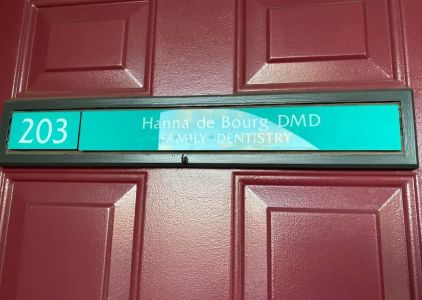 203
Hanna de Bourg, DMD
FAMILY DENTISTRY